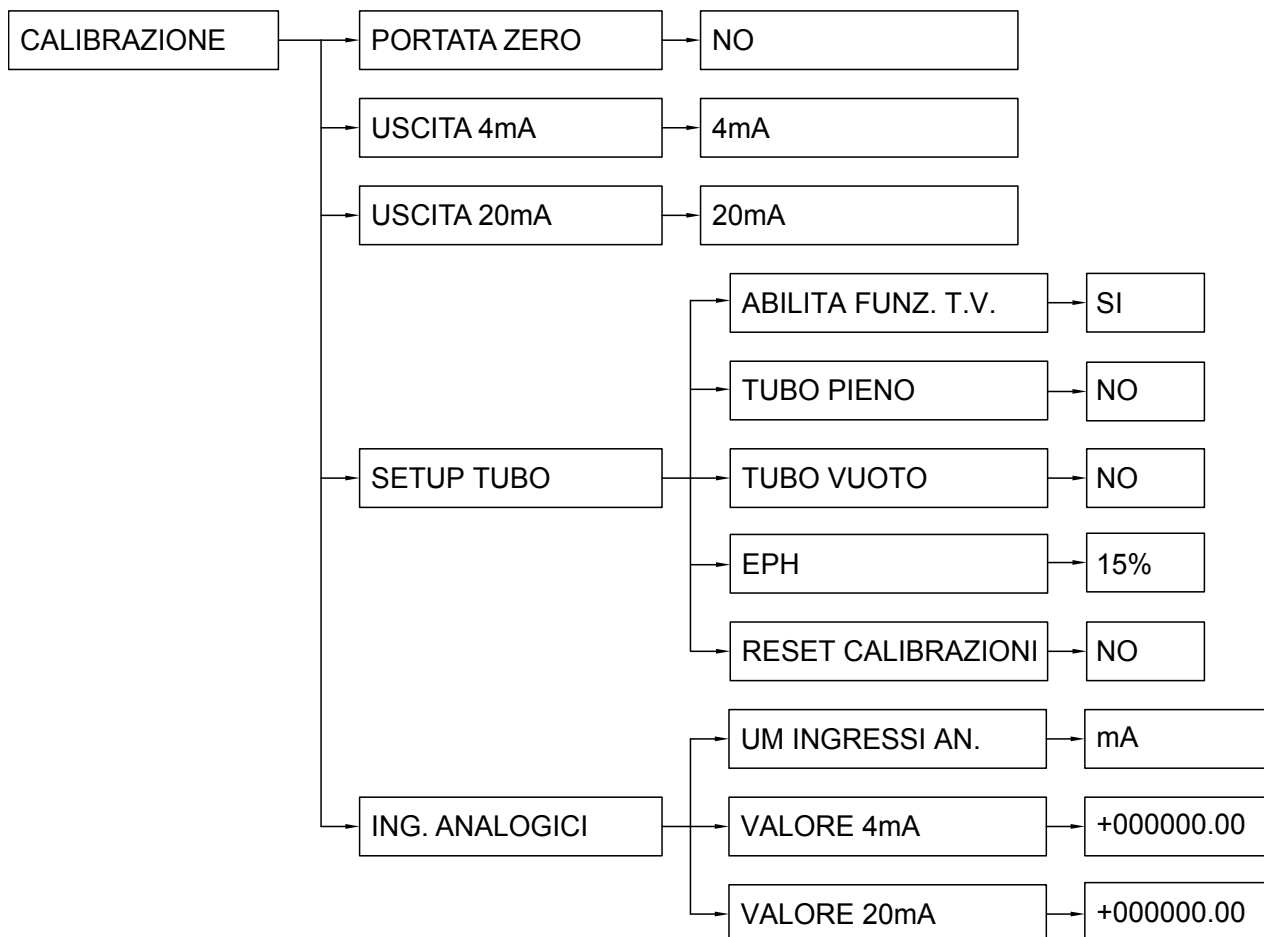 CALIBRAZIONE
PORTATA ZERO
NO
USCITA 4mA
4mA
USCITA 20mA
20mA
SETUP TUBO
ABILITA FUNZ. T.V.
SI
TUBO PIENO
NO
TUBO VUOTO
NO
EPH
15%
RESET CALIBRAZIONI
NO
ING. ANALOGICI
UM INGRESSI AN.
mA
VALORE 4mA
+000000.00
VALORE 20mA
+000000.00